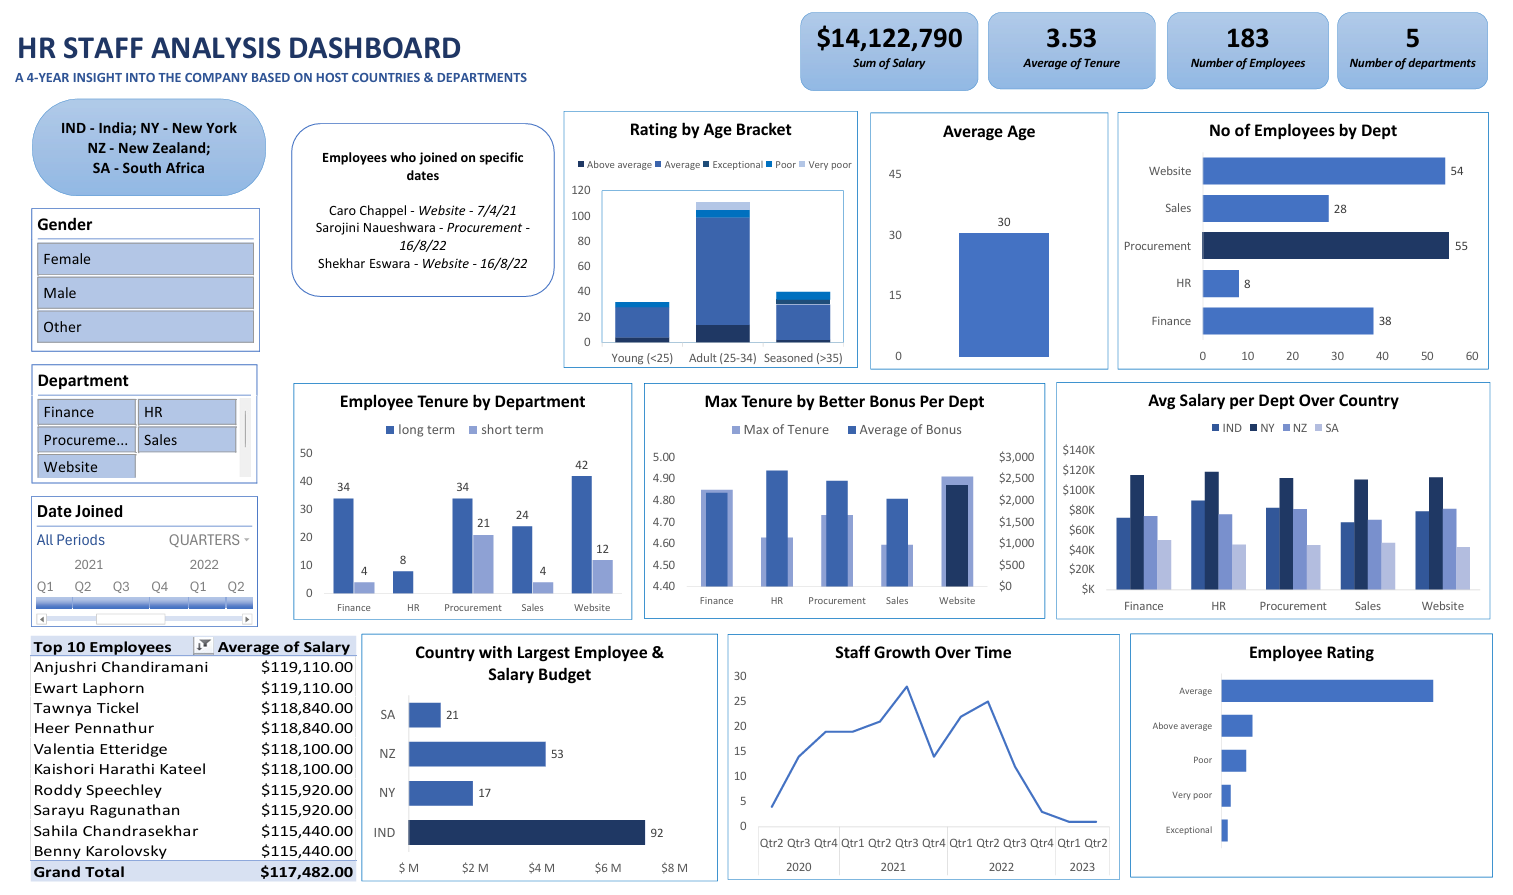 HR STAFF ANALYSIS DASHBOARD
A 4-YEAR INSIGHT INTO THE COMPANY BASED ON HOST COUNTRIES & DEPARTMENTS
$14,122,790
Sum of Salary
3.53
Average of Tenure
183
Number of Employees
5
Number of departments
IND - India; NY - New York
NZ - New Zealand;
SA - South Africa
Gender
Female
Male
Other
Department
Finance
HR
Procureme...
Sales
Website
Date Joined
All Periods
QUARTERS
2021 2022
Q1 Q2 Q3 Q4 Q1 Q2
Employees who joined on specific
dates
Caro Chappel - Website - 7/4/21
Sarojini Naueshwara - Procurement -
16/8/22
Shekhar Eswara - Website - 16/8/22
Rating by Age Bracket
Above average Average Exceptional Poor Very poor
120
100
80
60
40
20
0
Young (<25) Adult (25-34) Seasoned (>35)
Average Age
45
30
30
15
0
No of Employees by Dept
Website 54
Sales 28
Procurement 55
HR 8
Finance 38
0 10 20 30 40 50 60
Employee Tenure by Department
long term short term
50
40
30
20
10
0
34 4 8 34 21 24 4 42 12
Finance HR Procurement Sales Website
Max Tenure by Better Bonus Per Dept
Max of Tenure Average of Bonus
5.00 $3,000
4.90 $2,500
4.80 $2,000
4.70 $1,500
4.60 $1,000
4.50 $500
4.40 $0
Finance HR Procurement Sales Website
Avg Salary per Dept Over Country
IND NY NZ SA
$140K
$120K
$100K
$80K
$60K
$40K
$20K
$K
Finance HR Procurement Sales Website
Top 10 Employees Average of Salary
Anjushri Chandiramani $119,110.00
Ewart Laphorn $119,110.00
Tawnya Tickel $118,840.00
Heer Pennathur $118,840.00
Valentia Etteridge $118,100.00
Kaishori Harathi Kateel $118,100.00
Roddy Speechley $115,920.00
Sarayu Ragunathan $115,920.00
Sahila Chandrasekhar $115,440.00
Benny Karolovsky $115,440.00
Grand Total $117,482.00
Country with Largest Employee &
Salary Budget
SA 21
NZ 53
NY 17
IND 92
$ M $2 M $4 M $6 M $8 M
Staff Growth Over Time
30
25
20
15
10
5
0
Qtr2 Qtr3 Qtr4 Qtr1 Qtr2 Qtr3 Qtr4 Qtr1 Qtr2 Qtr3 Qtr4 Qtr1 Qtr2
2020 2021 2022 2023
Employee Rating
Average
Above average
Poor
Very poor
Exceptional